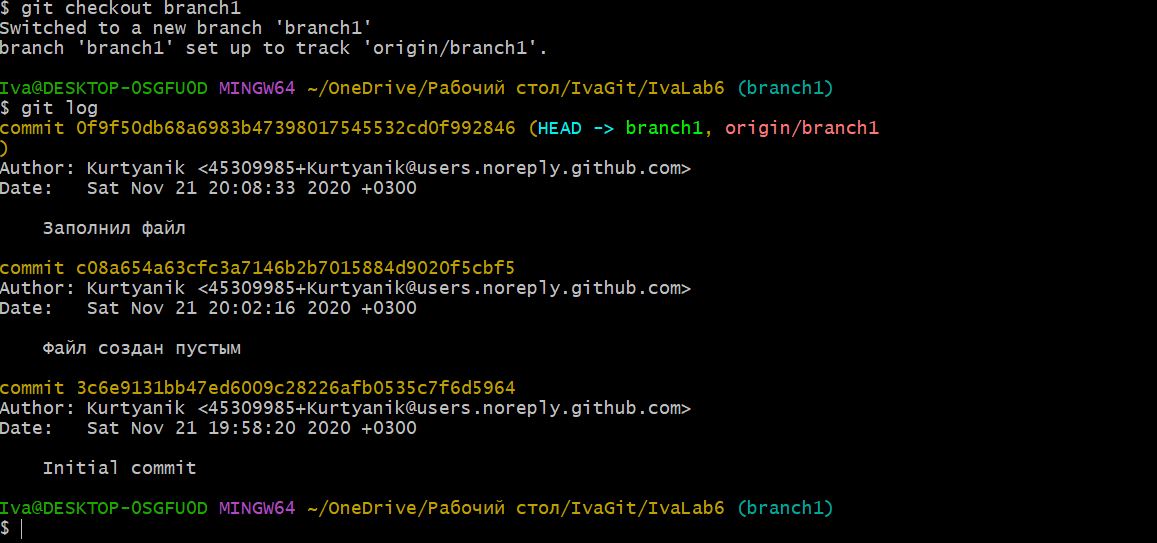 $ git checkout branch1
Switched to a new branch 'branch1'
branch 'branch1' set up to track 'origin/branch1'.
Iva@DESKTOP-0SGFU0D MINGW64 ~/OneDrive/Рабочий стол/IvaGit/IvaLab6 (branch1)
$ git log
commit 0f9f50db68a6983b47398017545532cd0f992846 (HEAD -> branch1, origin/branch1
)
Author: Kurtyanik <45309985+Kurtyanik@users.noreply.github.com>
Date:   Sat Nov 21 20:08:33 2020 +0300
    Заполнил файл
commit c08a654a63cfc3a7146b2b7015884d9020f5cbf5
Author: Kurtyanik <45309985+Kurtyanik@users.noreply.github.com>
Date:   Sat Nov 21 20:02:16 2020 +0300
    Файл создан пустым
commit 3c6e9131bb47ed6009c28226afb0535c7f6d5964
Author: Kurtyanik <45309985+Kurtyanik@users.noreply.github.com>
Date:   Sat Nov 21 19:58:20 2020 +0300
    Initial commit
Iva@DESKTOP-0SGFU0D MINGW64 ~/OneDrive/Рабочий стол/IvaGit/IvaLab6 (branch1)
$